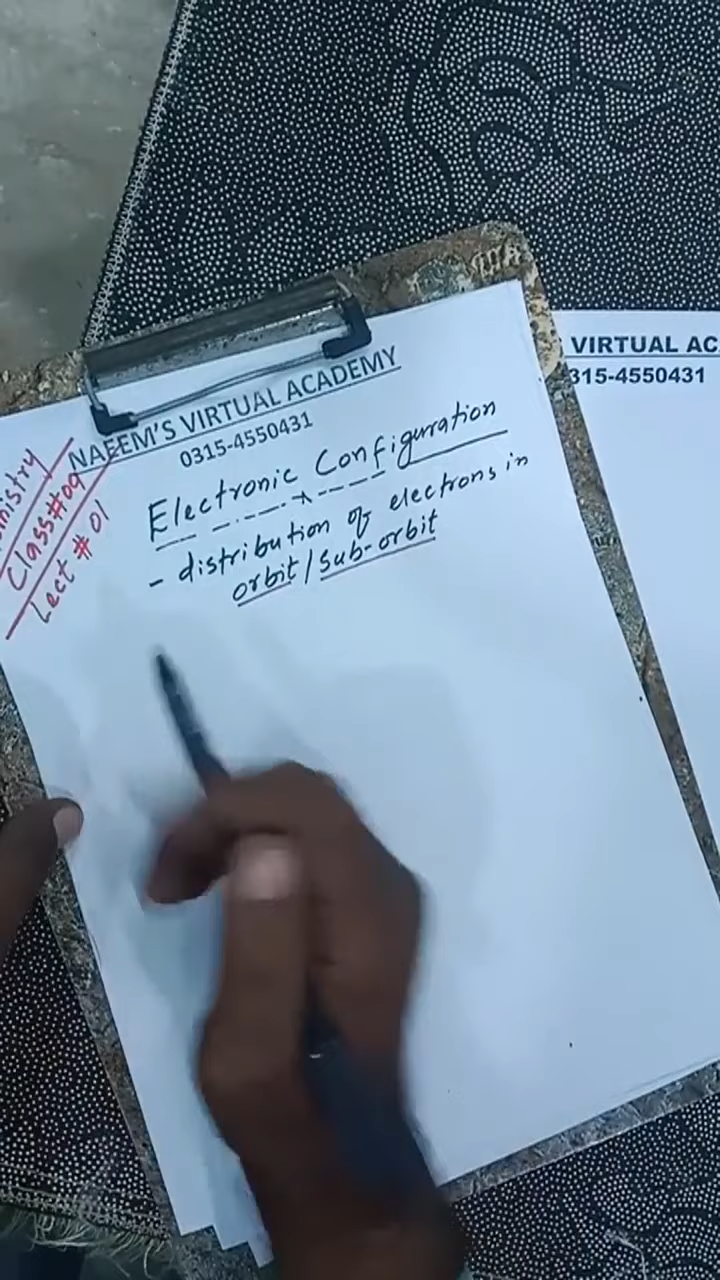 NAEEM'S VIRTUAL ACADEMY
0315-4550431
Class#09
Lect # 01
Electronic Configuration
- distribution of electrons in
orbit/Sub-orbit
VIRTUAL AC
315-4550431